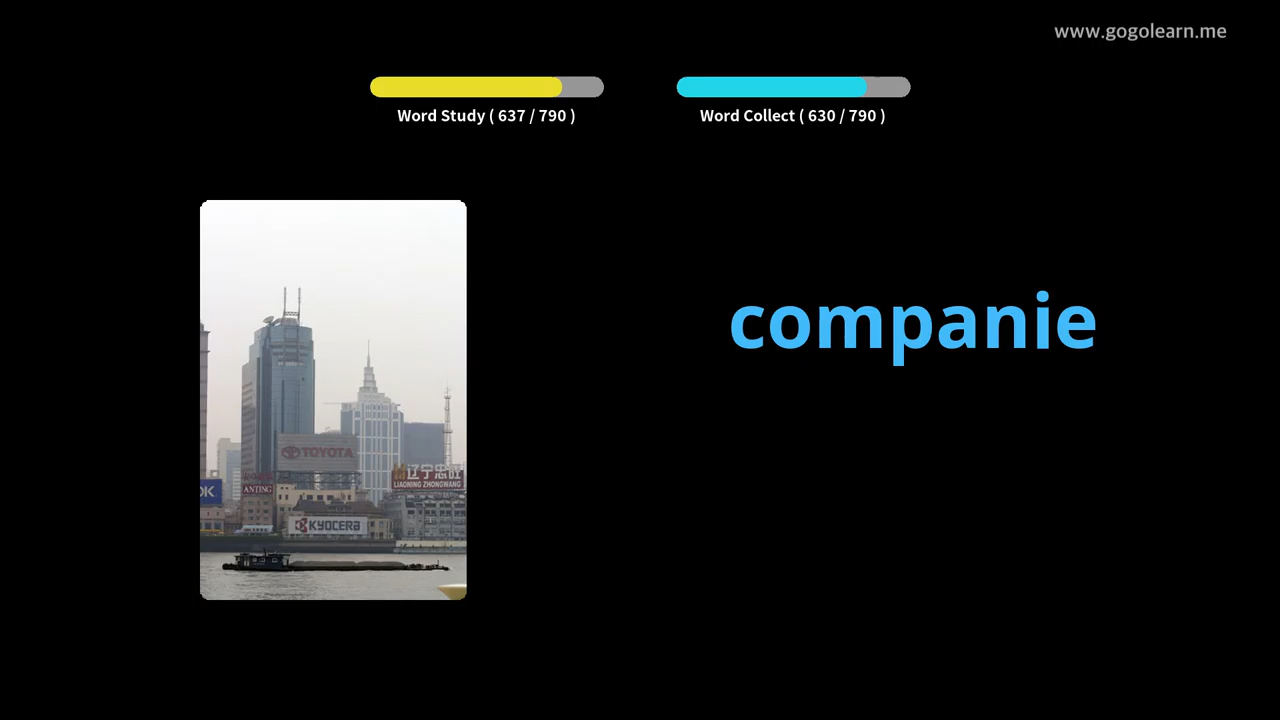 www.gogolearn.me
Word Study ( 637 / 790 )
Word Collect ( 630 / 790 )
companie
TOYOTA
辽宁忠旺
LIAONING ZHONGWANG
ANTING
OK
KYOCERA